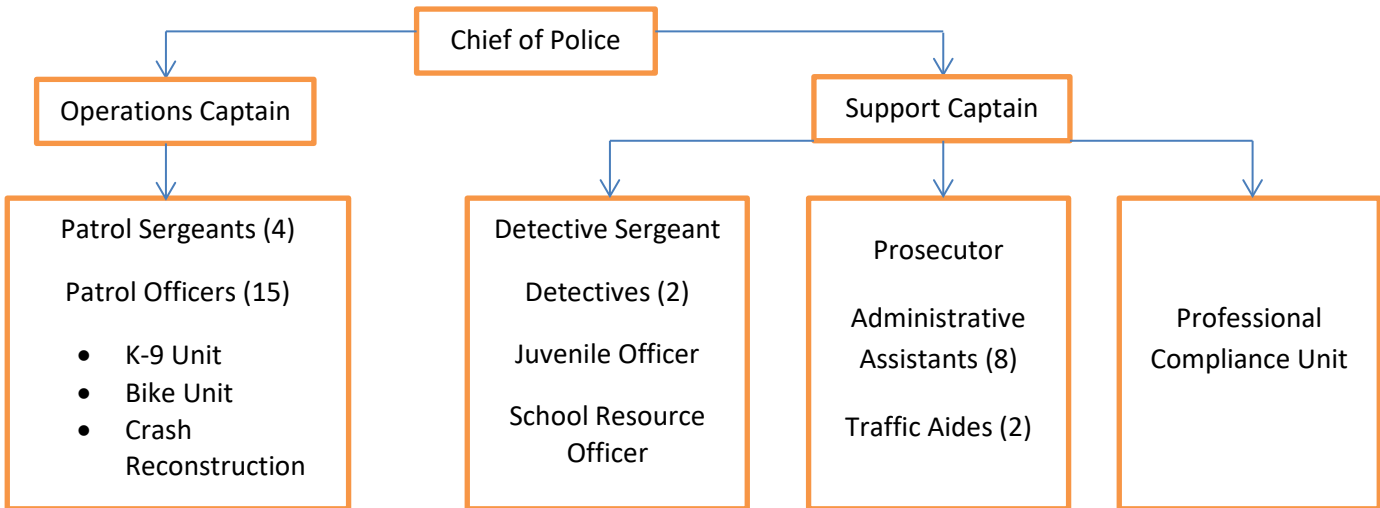 Chief of Police
Operations Captain
Support Captain
Patrol Sergeants (4)
Patrol Officers (15)
• K-9 Unit
• Bike Unit
• Crash
Reconstruction
Detective Sergeant
Detectives (2)
Juvenile Officer
School Resource
Officer
Prosecutor
Administrative
Assistants (8)
Traffic Aides (2)
Professional
Compliance Unit